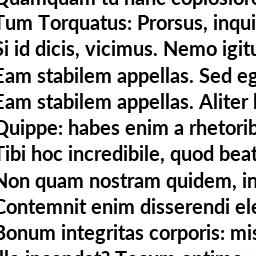 Quamquam tu hanc copiosiore
Tum Torquatus: Prorsus, inqui
Si id dicis, vicimus. Nemo igitu
Eam stabilem appellas. Sed eg
Eam stabilem appellas. Aliter
Quippe: habes enim a rhetorib
Tibi hoc incredibile, quod beat
Non quam nostram quidem, in
Contemnit enim disserendi ele
Bonum integritas corporis: mis